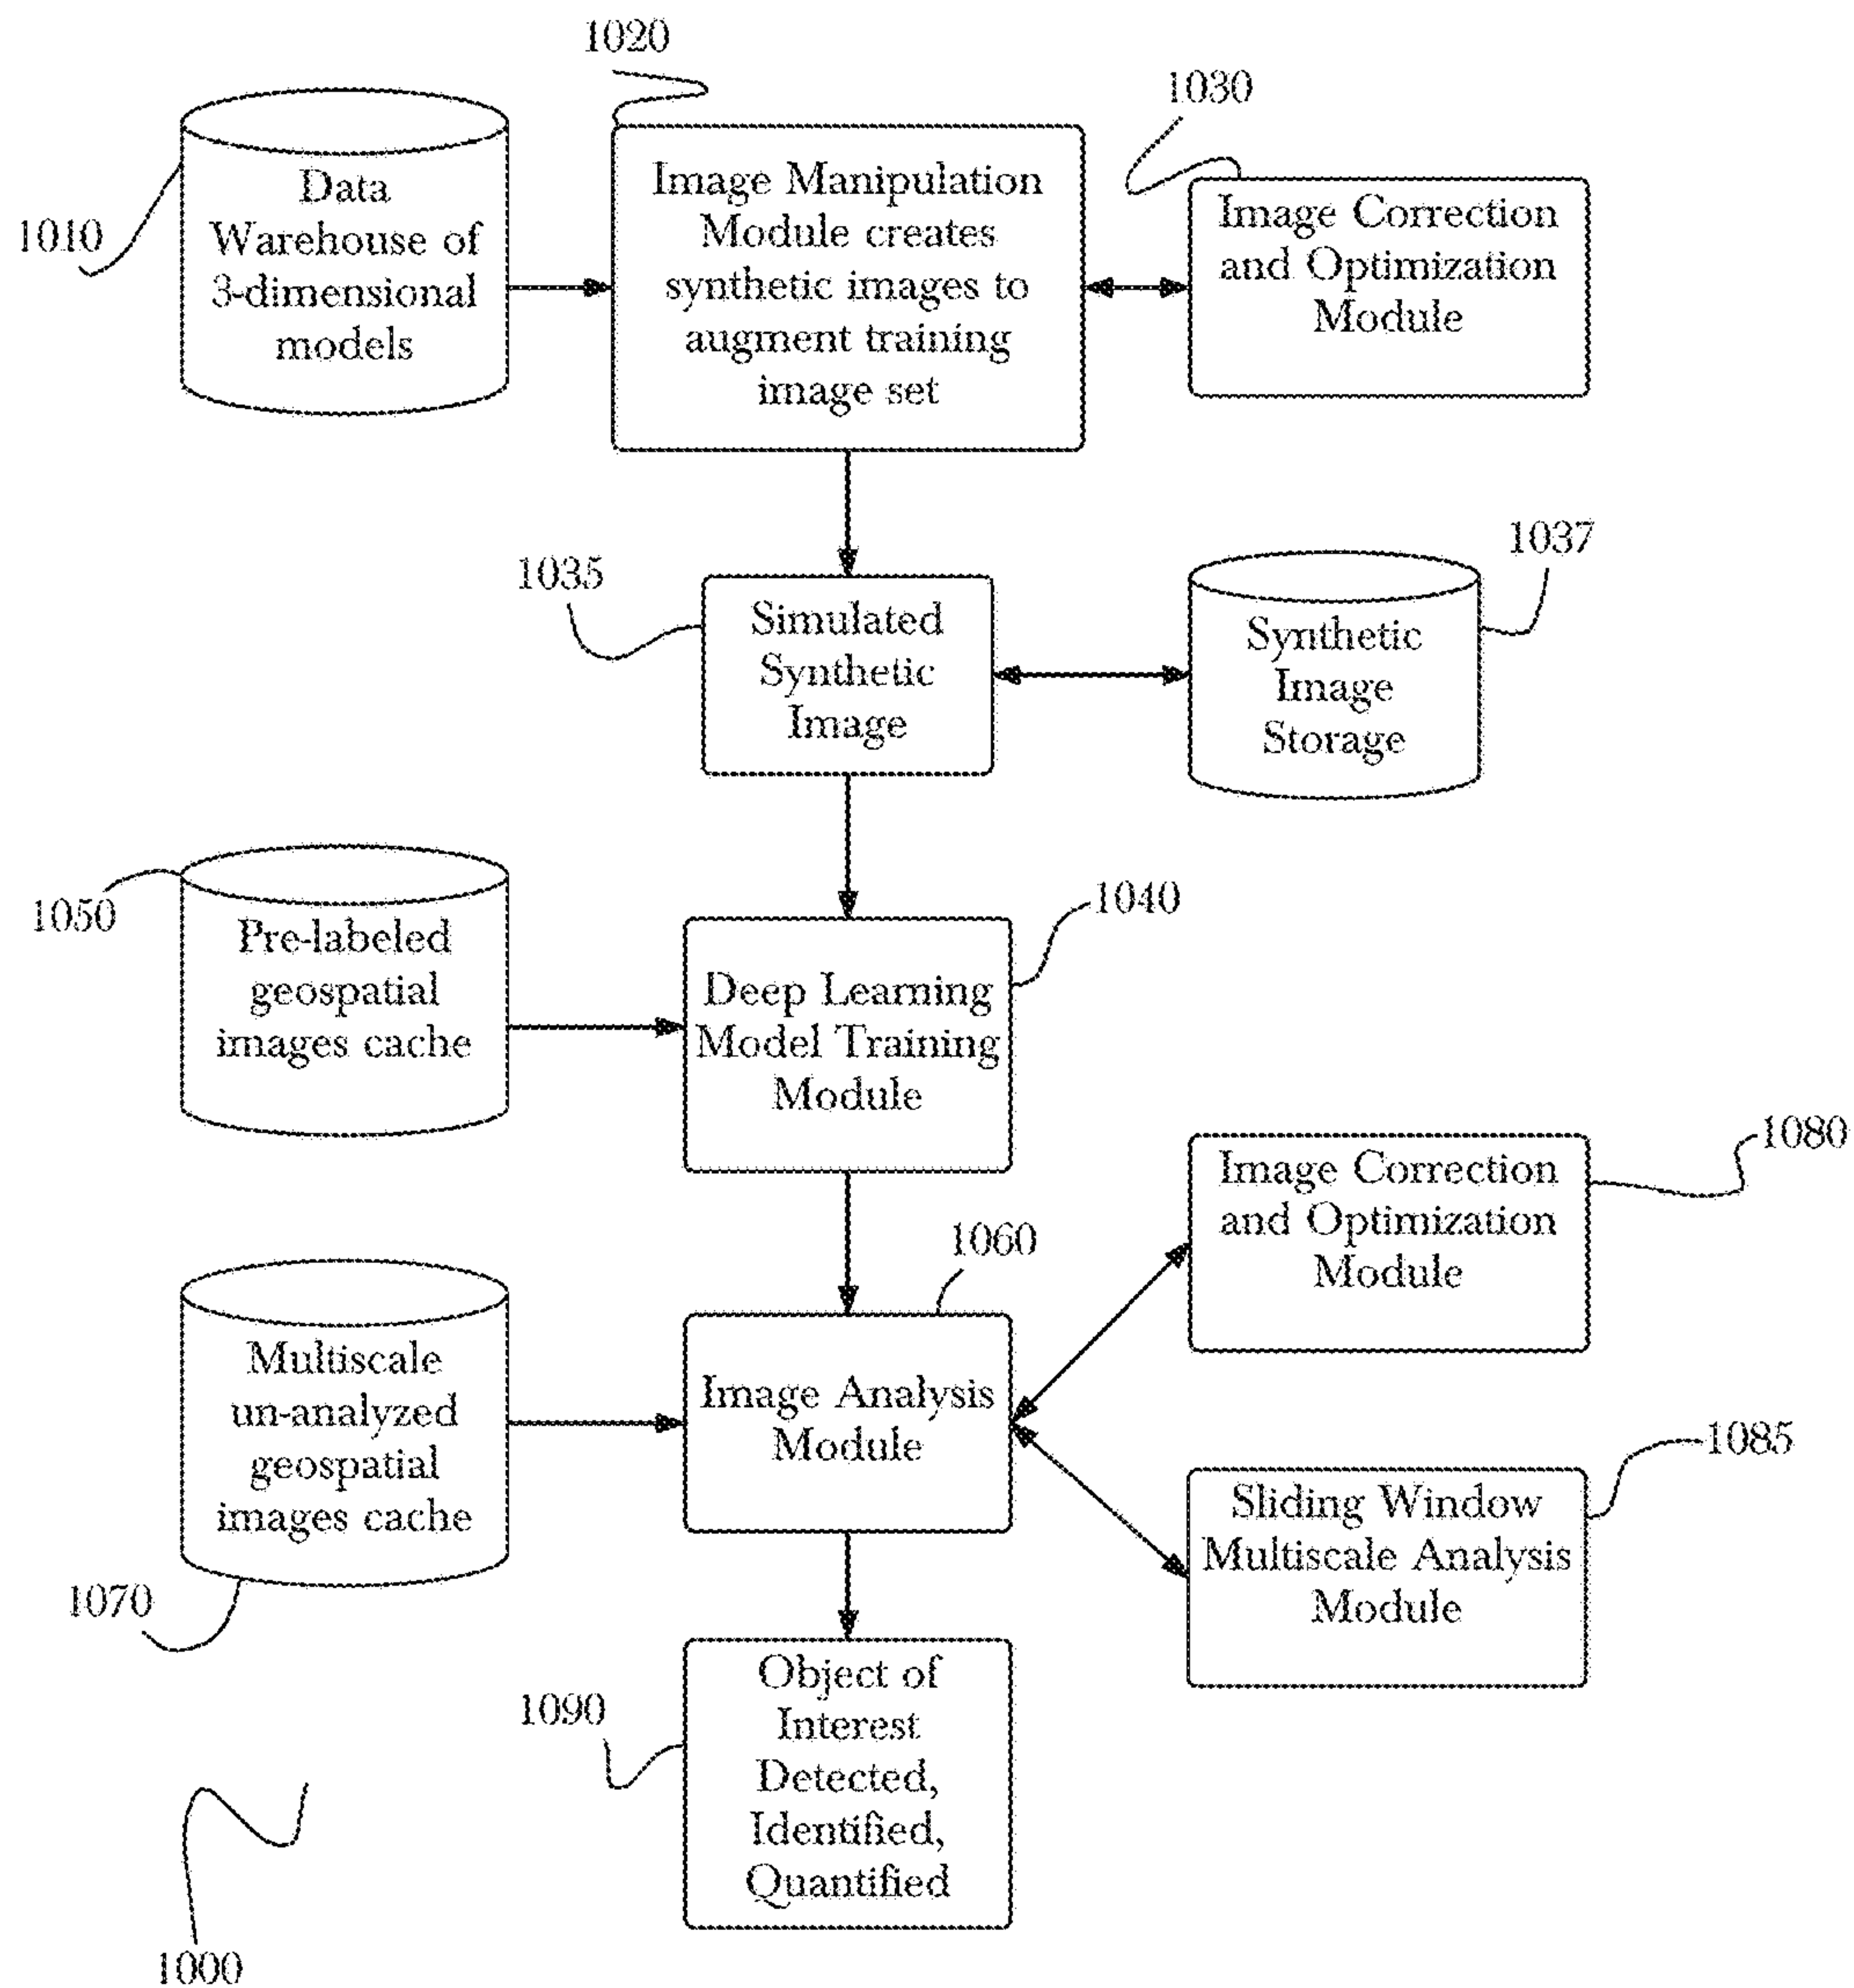 1020
1030
1010
Data
Warehouse of
3-dimensional
models
Image Manipulation
Module creates
synthetic images to
augment training
image set
Image Correction
and Optimization
Module
1035
1037
Simulated
Synthetic
Image
Synthetic
Image
Storage
1050
1040
Pre-labeled
geospatial
images cache
Deep Learning
Model Training
Module
1080
Image Correction
and Optimization
Module
1060
Multiscale
un-analyzed
geospatial
images cache
Image Analysis
Module
1085
Sliding Window
Multiscale Analysis
Module
1070
1090
Object of
Interest
Detected,
Identified,
Quantified
1000